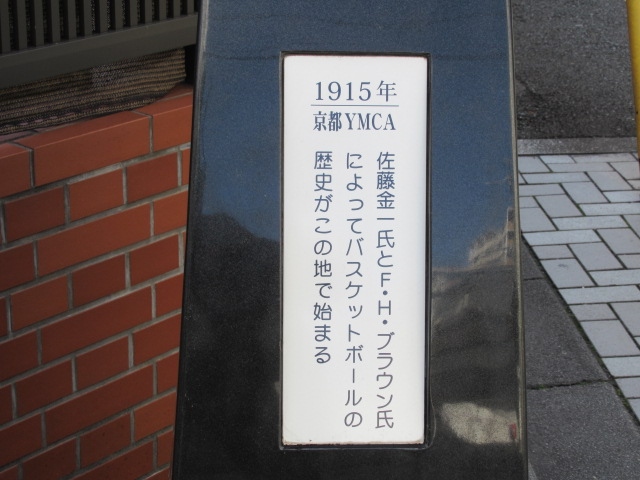 1915年
京都YMCA
佐藤金一氏とF・H・ブラウン氏
によってバスケットボールの
歴史がこの地で始まる